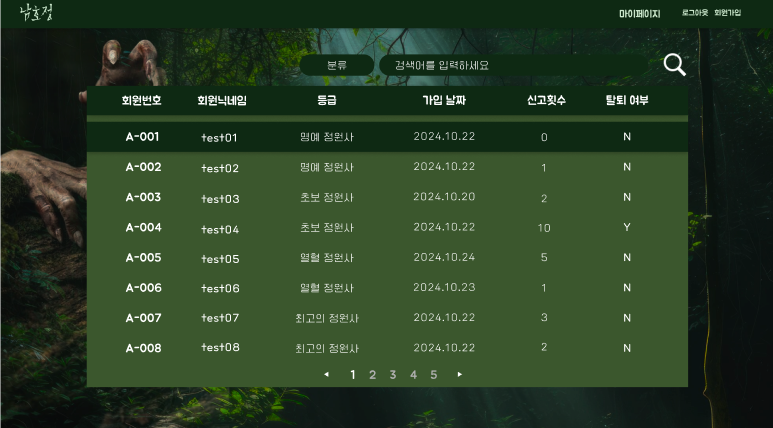 남호정
마이페이지 로그아웃 회원가입
분류 검색어를 입력하세요
회원번호 회원닉네임 등급 가입 날짜 신고횟수 탈퇴 여부
A-001 test01 명예 정원사 2024.10.22 0 N
A-002 test02 명예 정원사 2024.10.22 1 N
A-003 test03 초보 정원사 2024.10.20 2 N
A-004 test04 초보 정원사 2024.10.22 10 Y
A-005 test05 열혈 정원사 2024.10.24 5 N
A-006 test06 열혈 정원사 2024.10.23 1 N
A-007 test07 최고의 정원사 2024.10.22 3 N
A-008 test08 최고의 정원사 2024.10.22 2 N
1 2 3 4 5